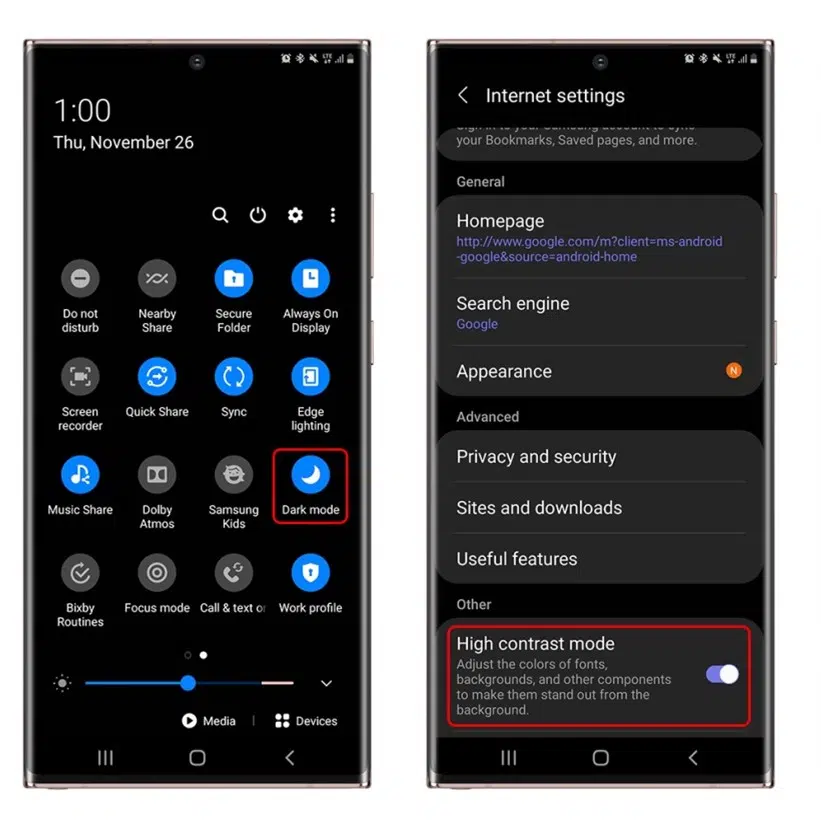 1:00
Thu, November 26
Do not
disturb
Nearby
Share
Secure
Folder
Always On
Display
Screen
recorder
Quick Share
Sync
Edge
lighting
Music Share
Dolby
Atmos
Samsung
Kids
Dark mode
Bixby
Routines
Focus mode
Call & text o
Work profile
Media
Devices
LTE
Internet settings
your Bookmarks, Saved pages, and more.
General
Homepage
http://www.google.com/m?client=ms-android
-google&source=android-home
Search engine
Google
Appearance
N
Advanced
Privacy and security
Sites and downloads
Useful features
Other
High contrast mode
Adjust the colors of fonts,
backgrounds, and other components
to make them stand out from the
background.